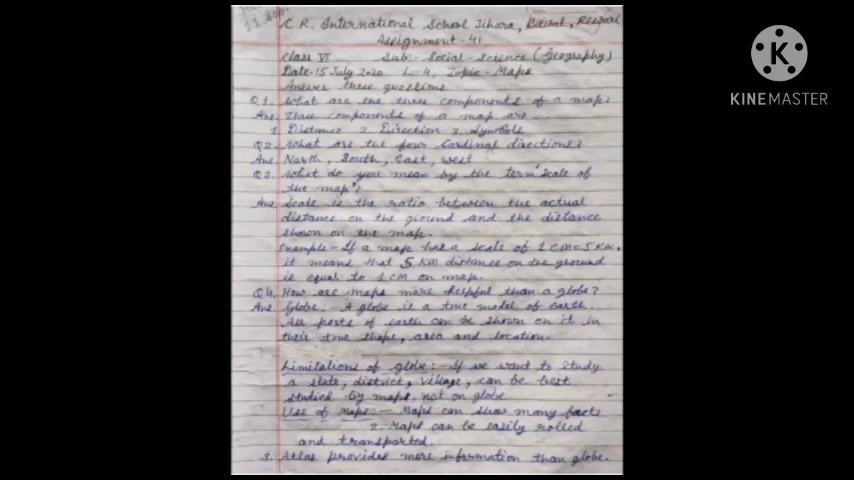 11 Sep.
C. R. International School Jihara, Bawal, Rewari
Assignment - 41
Class VI Sub:- Social-Science (Geography)
Date-15 July 2020 L-4, Topic-Maps
Answer these questions
Q1. What are the three components of a map?
Ans. Three components of a map are..
1. Distance 2. Direction 3. Symbols
Q2. What are the four Cardinal directions?
Ans North, South, East, west
Q3. What do you mean by the term "Scale of
the map"?
Ans Scale is the ratio between the actual
distance on the ground and the distance
shown on the map.
Example - If a map has a scale of 1 CM = 5 KM.
it means that 5 KM distance on the ground
is equal to 1 CM on map.
Q4. How are maps more helpful than a globe?
Ans Globe - A globe is a true model of earth.
All parts of earth can be shown on it in
their true shape, area and location.
Limitations of globe :- If we want to study
a state, district, village, can be best
studied by maps, not on globe
Use of Maps :- Maps can show many facts
2. Maps can be easily rolled
and transported.
3. Atlas provides more information than globe.
KINEMASTER